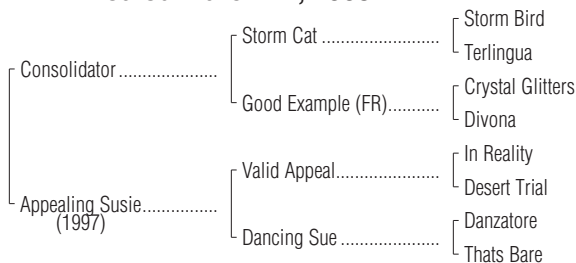 Storm Bird
Storm Cat ........................
Terlingua
Consolidator ....................
Crystal Glitters
Good Example (FR)...........
Divona
In Reality
Valid Appeal.....................
Desert Trial
Appealing Susie...............
(1997)
Danzatore
Dancing Sue ....................
Thats Bare